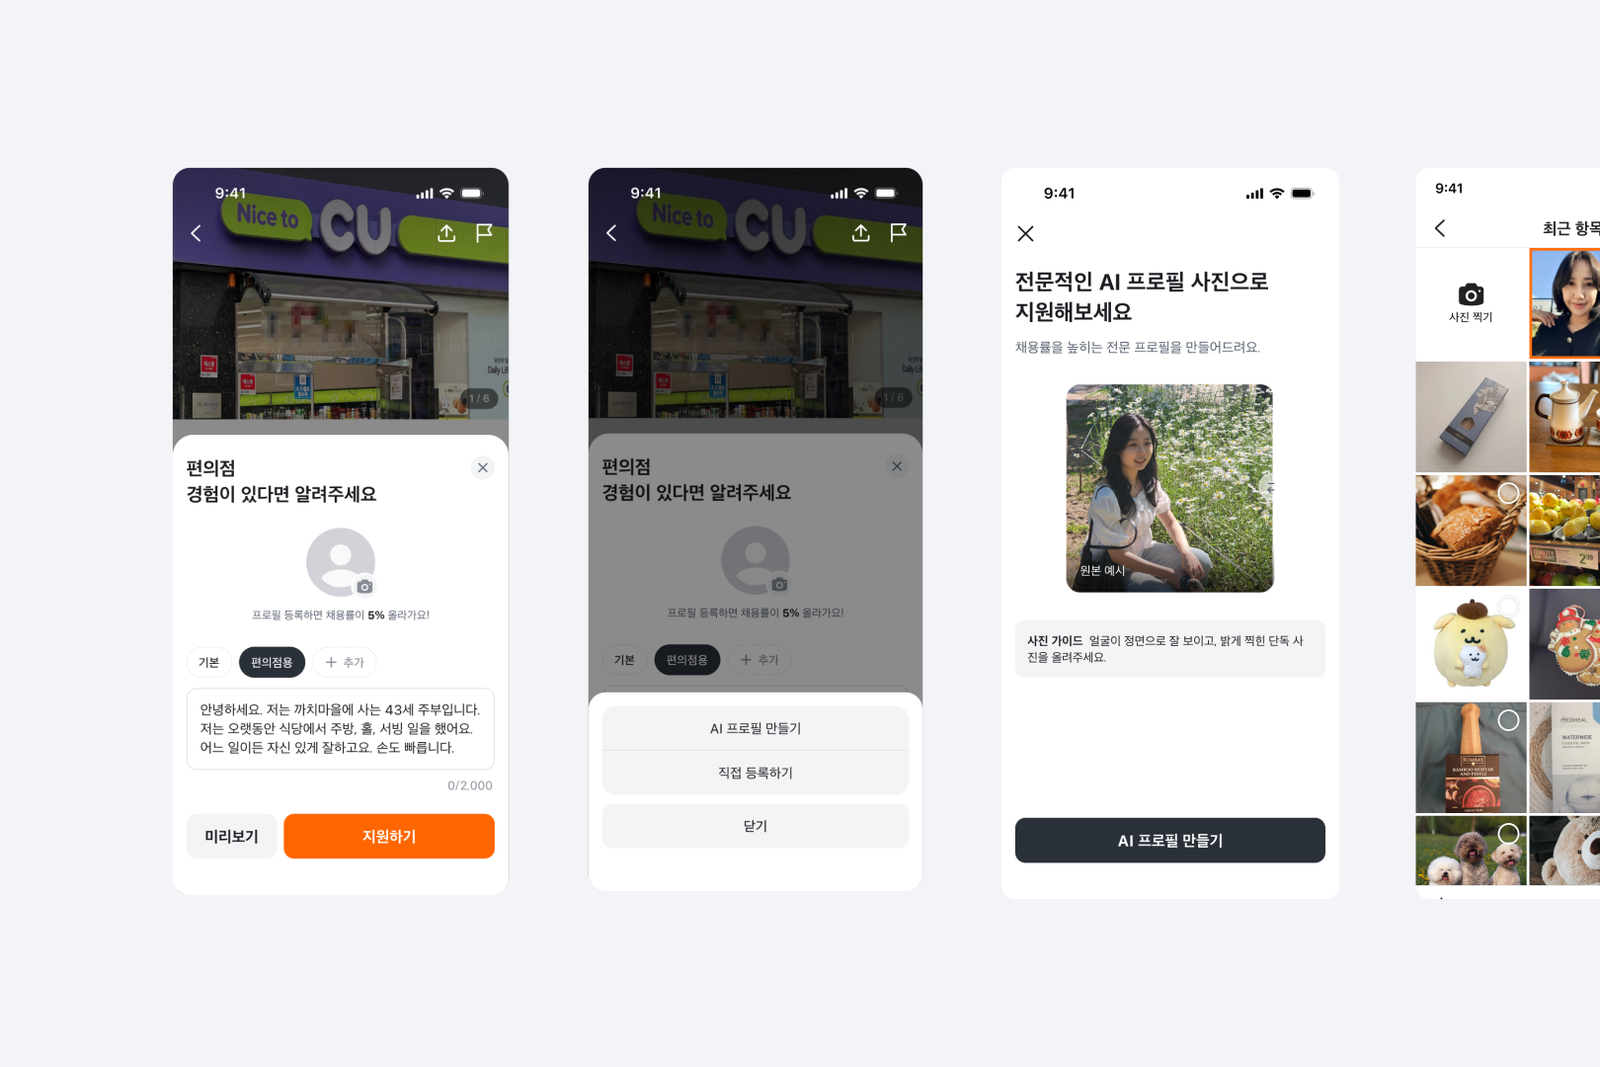 9:41
Nice to CU
1 / 6
편의점
경험이 있다면 알려주세요
프로필 등록하면 채용률이 5% 올라가요!
기본
편의점용
+ 추가
안녕하세요. 저는 까치마을에 사는 43세 주부입니다.
저는 오랫동안 식당에서 주방, 홀, 서빙 일을 했어요.
어느 일이든 자신 있게 잘하고요. 손도 빠릅니다.
0/2,000
미리보기
지원하기
9:41
Nice to CU
1 / 6
편의점
경험이 있다면 알려주세요
프로필 등록하면 채용률이 5% 올라가요!
기본
편의점용
+ 추가
AI 프로필 만들기
직접 등록하기
닫기
9:41
전문적인 AI 프로필 사진으로
지원해보세요
채용률을 높히는 전문 프로필을 만들어드려요.
원본 예시
사진 가이드 얼굴이 정면으로 잘 보이고, 밝게 찍힌 단독 사
진을 올려주세요.
AI 프로필 만들기
9:41
최근 항목
사진 찍기
WATERMIDE
BAMBOO MORTAR
AND PESTLE